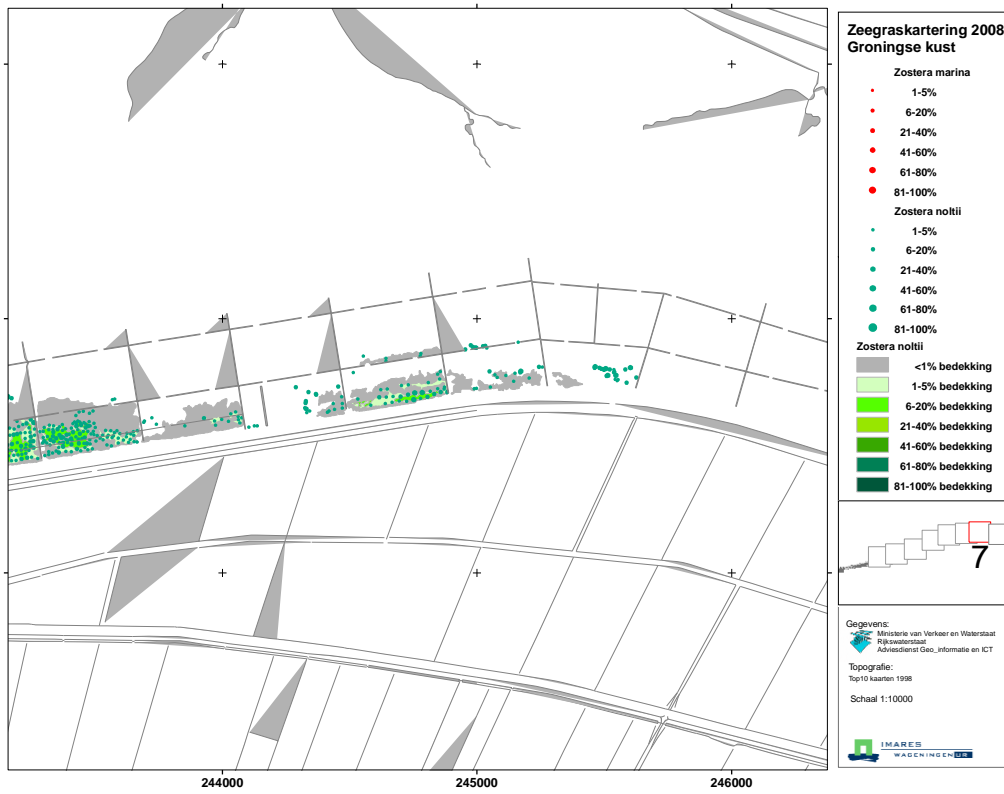 Zeegraskartering 2008
Groningse kust
Zostera marina
1-5%
6-20%
21-40%
41-60%
61-80%
81-100%
Zostera noltii
1-5%
6-20%
21-40%
41-60%
61-80%
81-100%
Zostera noltii
<1% bedekking
1-5% bedekking
6-20% bedekking
21-40% bedekking
41-60% bedekking
61-80% bedekking
81-100% bedekking
7
Gegevens:
Ministerie van Verkeer en Waterstaat
Rijkswaterstaat
Adviesdienst Geo_informatie en ICT
Topografie:
Top10 kaarten 1998
Schaal 1:10000
IMARES
WAGENINGEN UR
244000 245000 246000